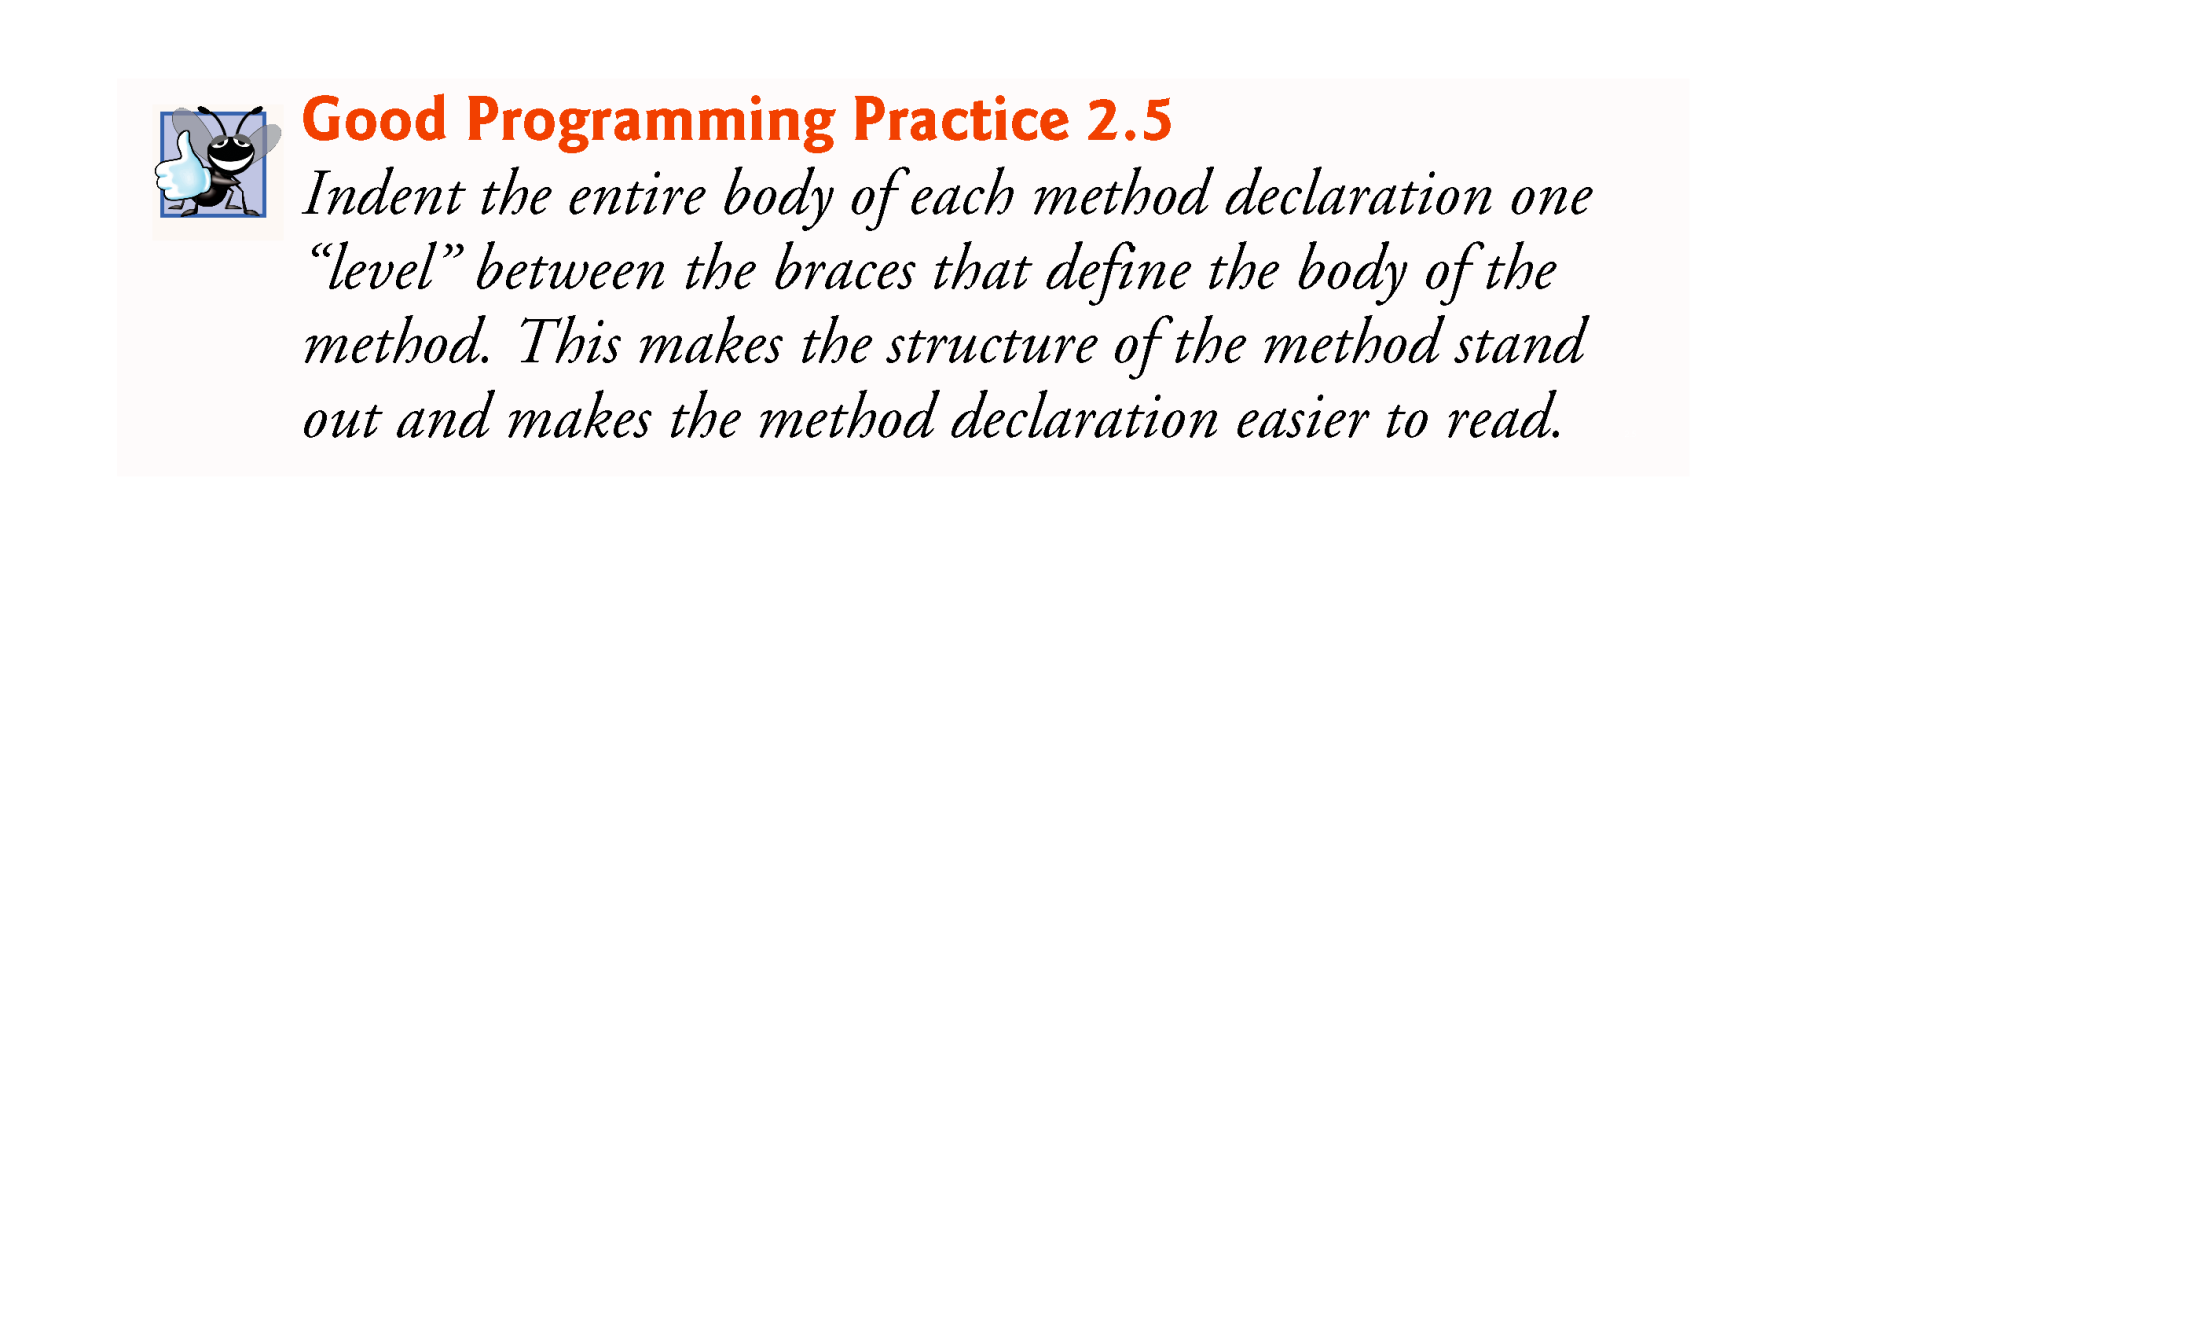 Good Programming Practice 2.5
Indent the entire body of each method declaration one
“level” between the braces that define the body of the
method. This makes the structure of the method stand
out and makes the method declaration easier to read.